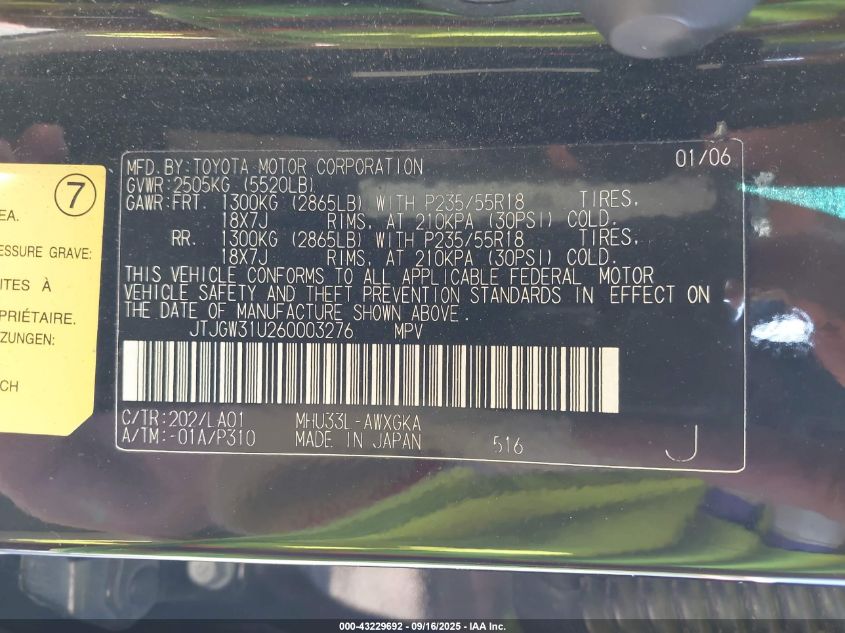 7
EA.
ESSURE GRAVE:
ITES À
PRIÉTAIRE.
ZUNGEN:
CH
MFD. BY: TOYOTA MOTOR CORPORATION 01/06
GVWR: 2505KG (5520LB)
GAWR: FRT. 1300KG (2865LB) WITH P235/55R18 TIRES,
18X7J RIMS, AT 210KPA (30PSI) COLD.
RR. 1300KG (2865LB) WITH P235/55R18 TIRES,
18X7J RIMS, AT 210KPA (30PSI) COLD.
THIS VEHICLE CONFORMS TO ALL APPLICABLE FEDERAL MOTOR
VEHICLE SAFETY AND THEFT PREVENTION STANDARDS IN EFFECT ON
THE DATE OF MANUFACTURE SHOWN ABOVE.
JTJGW31U260003276 MPV
C/TR: 202/LA01 MHU33L-AWXGKA
A/TM: -01A/P310 MADE IN JAPAN 516 J
000-43229692 - 09/16/2025 - IAA Inc.